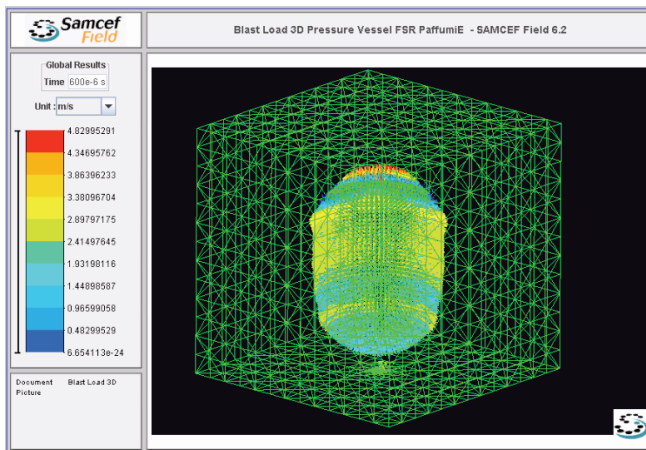 Samcef
Field
Blast Load 3D Pressure Vessel FSR PaffumiE - SAMCEF Field 6.2
Global Results
Time 600e-6 s
Unit : m/s
4.82995291
4.34695762
3.86396233
3.38096704
2.89797175
2.41497645
1.93198116
1.44898587
0.96599058
0.48299529
6.654113e-24
Document Blast Load 3D
Picture